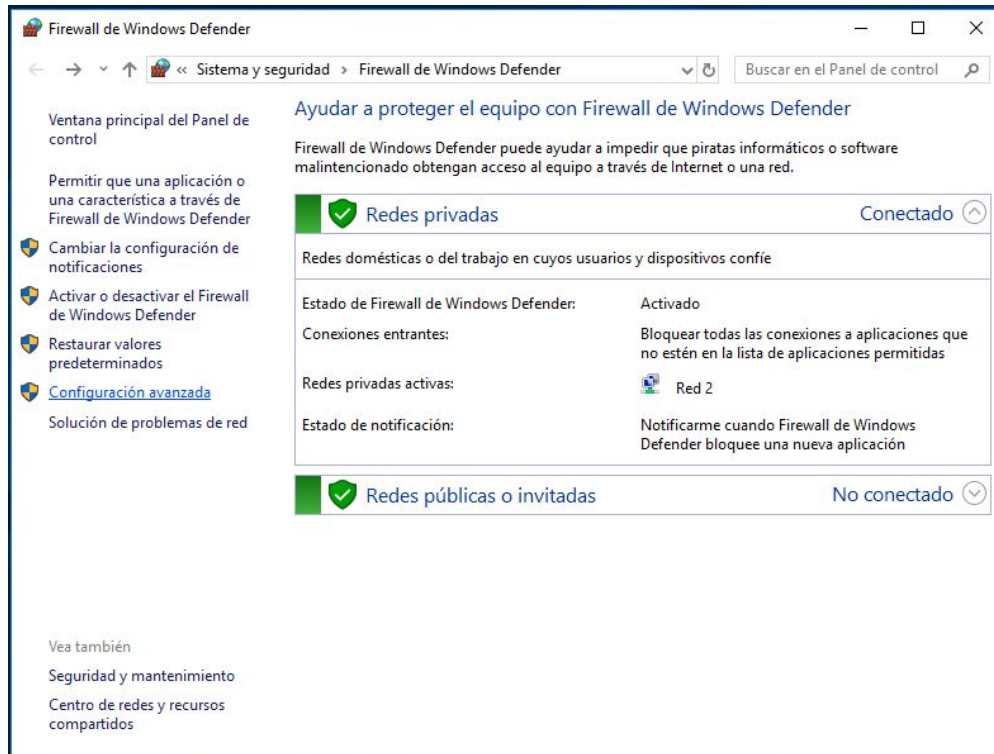 Firewall de Windows Defender
« Sistema y seguridad › Firewall de Windows Defender
Buscar en el Panel de control
Ventana principal del Panel de
control
Permitir que una aplicación o
una característica a través de
Firewall de Windows Defender
Cambiar la configuración de
notificaciones
Activar o desactivar el Firewall
de Windows Defender
Restaurar valores
predeterminados
Configuración avanzada
Solución de problemas de red
Vea también
Seguridad y mantenimiento
Centro de redes y recursos
compartidos
Ayudar a proteger el equipo con Firewall de Windows Defender
Firewall de Windows Defender puede ayudar a impedir que piratas informáticos o software
malintencionado obtengan acceso al equipo a través de Internet o una red.
Redes privadas Conectado
Redes domésticas o del trabajo en cuyos usuarios y dispositivos confíe
Estado de Firewall de Windows Defender: Activado
Conexiones entrantes: Bloquear todas las conexiones a aplicaciones que
no estén en la lista de aplicaciones permitidas
Redes privadas activas: Red 2
Estado de notificación: Notificarme cuando Firewall de Windows
Defender bloquee una nueva aplicación
Redes públicas o invitadas No conectado